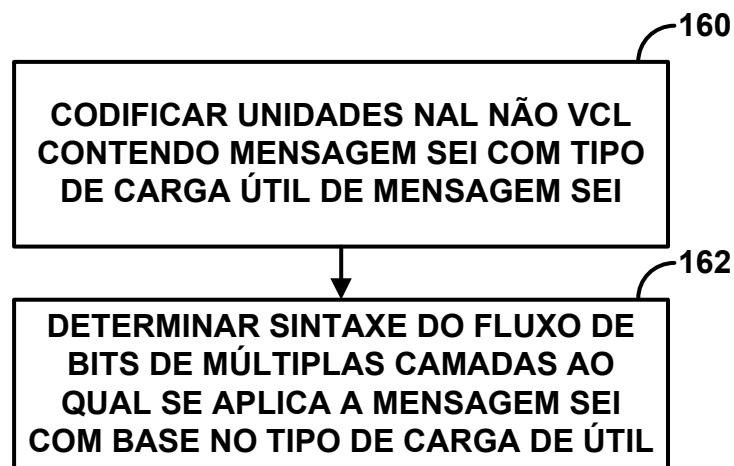 160
CODIFICAR UNIDADES NAL NÃO VCL
CONTENDO MENSAGEM SEI COM TIPO
DE CARGA ÚTIL DE MENSAGEM SEI
162
DETERMINAR SINTAXE DO FLUXO DE
BITS DE MÚLTIPLAS CAMADAS AO
QUAL SE APLICA A MENSAGEM SEI
COM BASE NO TIPO DE CARGA DE ÚTIL